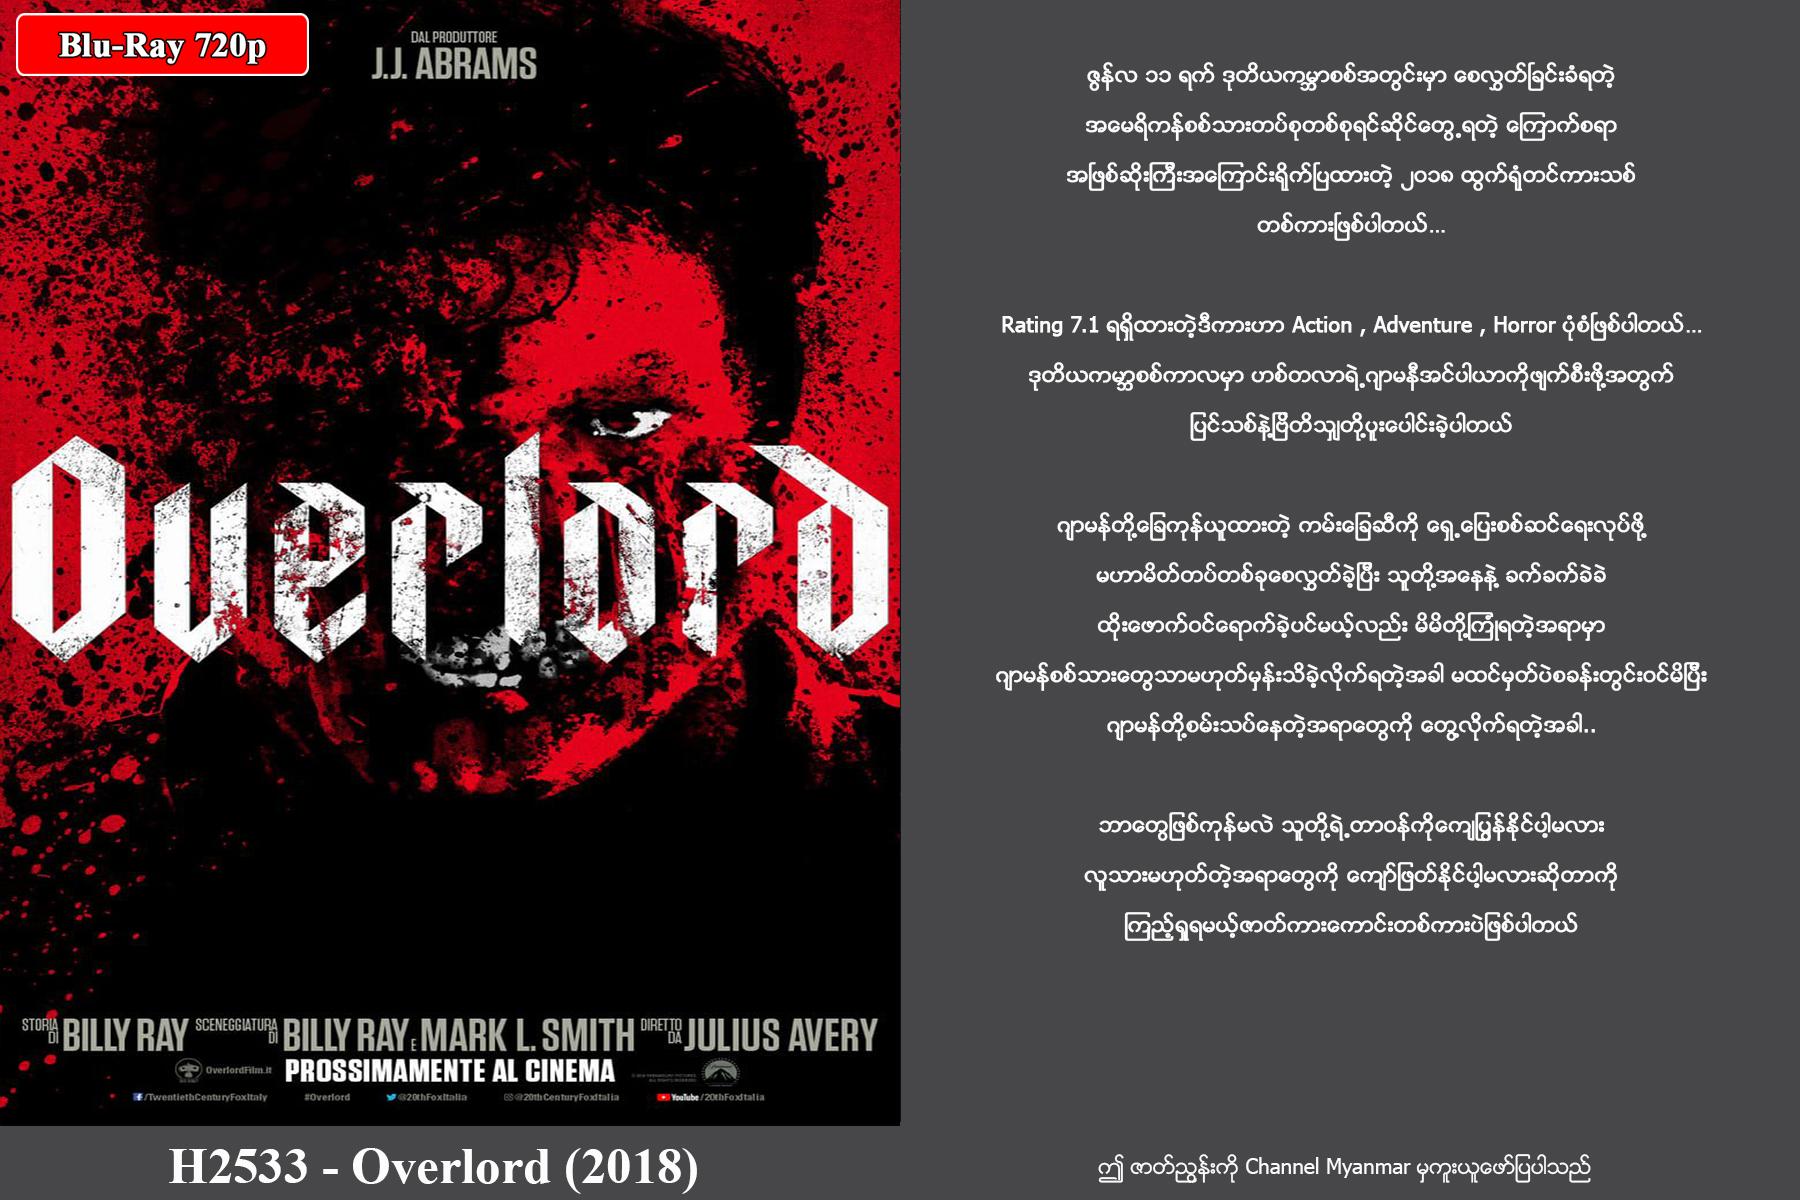 Blu-Ray 720p
DAL PRODUTTORE
J.J. ABRAMS
Overlord
STORIA DI BILLY RAY SCENEGGIATURA DI BILLY RAY E MARK L. SMITH DIRETTO DA JULIUS AVERY
OverlordFilm.it PROSSIMAMENTE AL CINEMA
/TwentiethCenturyFoxItaly #Overlord @20thFoxItalia @20thCenturyFoxItalia YouTube /20thFoxItalia
H2533 - Overlord (2018)
ဇွန်လ ၁၁ ရက် ဒုတိယကမ္ဘာစစ်အတွင်းမှာ စေလွှတ်ခြင်းခံရတဲ့
အမေရိကန်စစ်သားတပ်စုတစ်စုရင်ဆိုင်တွေ့ရတဲ့ ကြောက်စရာ
အဖြစ်ဆိုးကြီးအကြောင်းရိုက်ပြထားတဲ့ ၂၀၁၈ ထွက်ရုံတင်ကားသစ်
တစ်ကားဖြစ်ပါတယ်...
Rating 7.1 ရရှိထားတဲ့ဒီကားဟာ Action , Adventure , Horror ပုံစံဖြစ်ပါတယ်...
ဒုတိယကမ္ဘာစစ်ကာလမှာ ဟစ်တလာရဲ့ဂျာမနီအင်ပါယာကိုဖျက်စီးဖို့အတွက်
ပြင်သစ်နဲ့ဗြိတိသျှတို့ပူးပေါင်းခဲ့ပါတယ်
ဂျာမန်တို့ခြေကုန်ယူထားတဲ့ ကမ်းခြေဆီကို ရှေ့ပြေးစစ်ဆင်ရေးလုပ်ဖို့
မဟာမိတ်တပ်တစ်ခုစေလွှတ်ခဲ့ပြီး သူတို့အနေနဲ့ ခက်ခက်ခဲခဲ
ထိုးဖောက်ဝင်ရောက်ခဲ့ပင်မယ့်လည်း မိမိတို့ကြုံရတဲ့အရာမှာ
ဂျာမန်စစ်သားတွေသာမဟုတ်မှန်းသိခဲ့လိုက်ရတဲ့အခါ မထင်မှတ်ပဲစခန်းတွင်းဝင်မိပြီး
ဂျာမန်တို့စမ်းသပ်နေတဲ့အရာတွေကို တွေ့လိုက်ရတဲ့အခါ..
ဘာတွေဖြစ်ကုန်မလဲ သူတို့ရဲ့တာဝန်ကိုကျေပြွန်နိုင်ပါ့မလား
လူသားမဟုတ်တဲ့အရာတွေကို ကျော်ဖြတ်နိုင်ပါ့မလားဆိုတာကို
ကြည့်ရှုရမယ့်ဇာတ်ကားကောင်းတစ်ကားပဲဖြစ်ပါတယ်
ဤ ဇာတ်ညွှန်းကို Channel Myanmar မှကူးယူဖော်ပြပါသည်